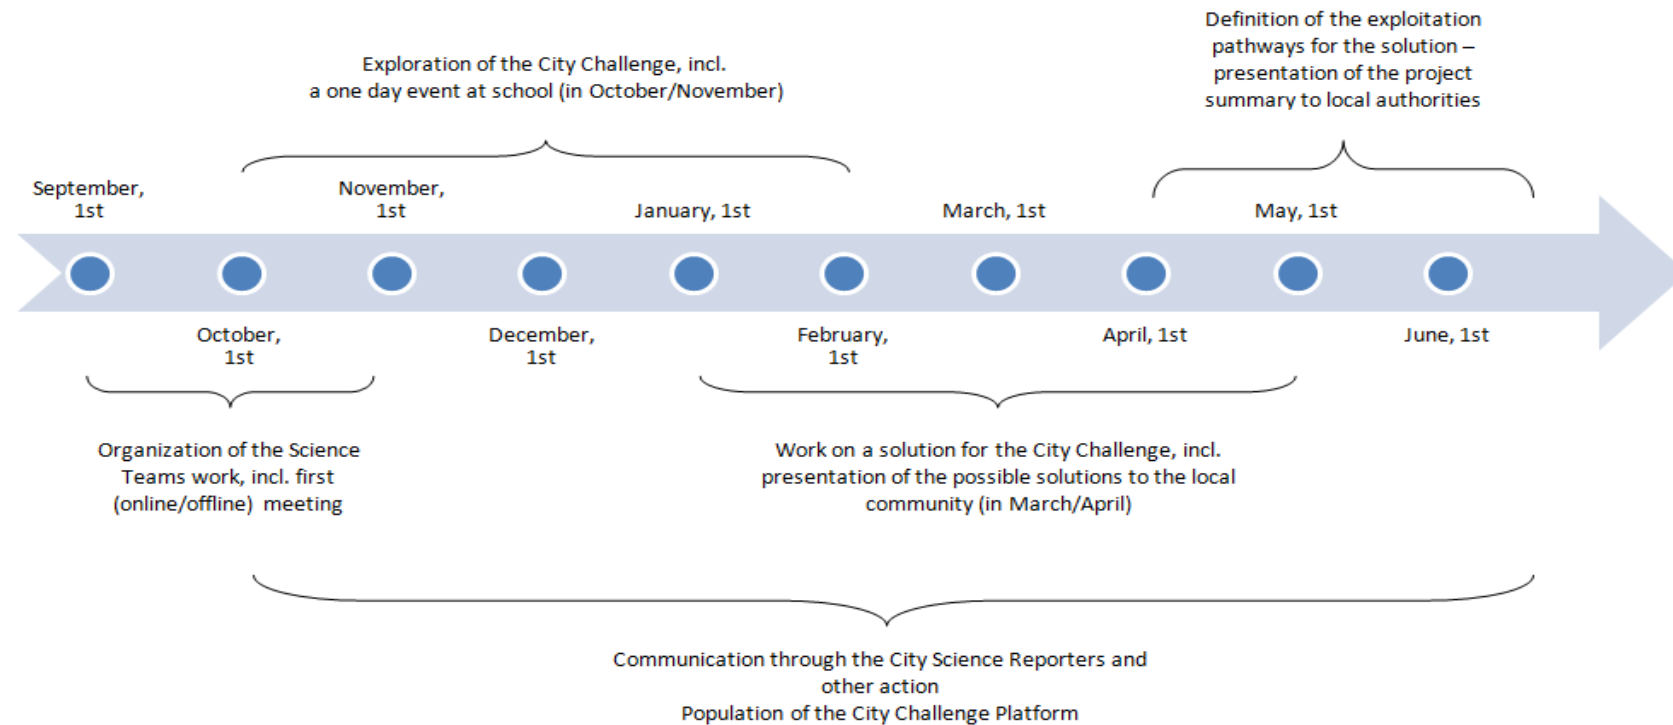 Definition of the exploitation
pathways for the solution –
presentation of the project
summary to local authorities
Exploration of the City Challenge, incl.
a one day event at school (in October/November)
September,
1st
November,
1st
January, 1st
March, 1st
May, 1st
October,
1st
December,
1st
February,
1st
April, 1st
June, 1st
Organization of the Science
Teams work, incl. first
(online/offline) meeting
Work on a solution for the City Challenge, incl.
presentation of the possible solutions to the local
community (in March/April)
Communication through the City Science Reporters and
other action
Population of the City Challenge Platform